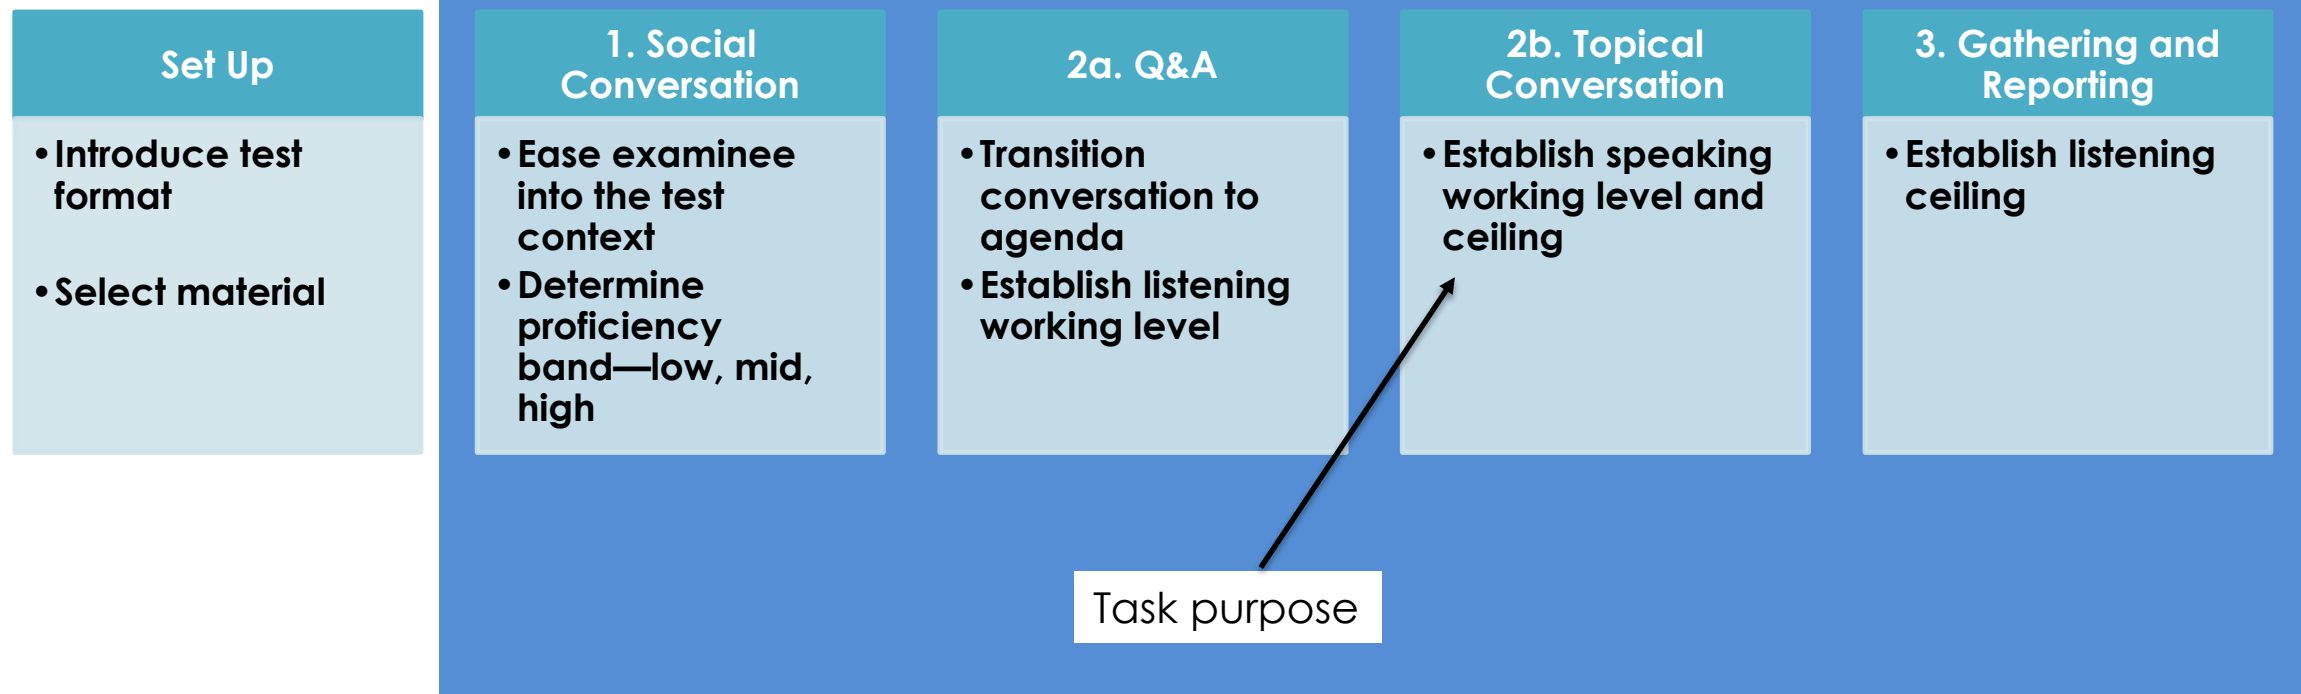 Set Up
•Introduce test
format
•Select material
1. Social
Conversation
•Ease examinee
into the test
context
•Determine
proficiency
band—low, mid,
high
2a. Q&A
•Transition
conversation to
agenda
•Establish listening
working level
2b. Topical
Conversation
•Establish speaking
working level and
ceiling
3. Gathering and
Reporting
•Establish listening
ceiling
Task purpose